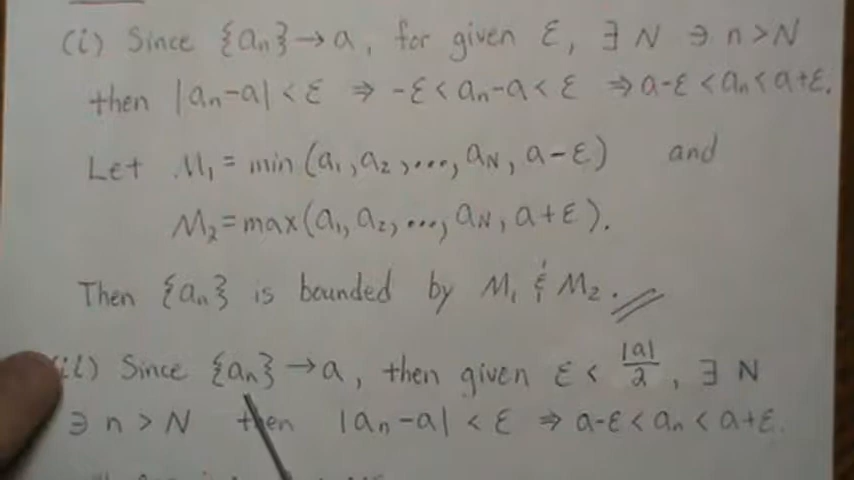 (i) Since {aₙ} → a, for given ε, ∃ N ∋ n > N
then |aₙ-a| < ε ⇒ -ε < aₙ-a < ε ⇒ a-ε < aₙ < a+ε.
Let M₁ = min(a₁, a₂, ..., a_N, a-ε) and
M₂ = max(a₁, a₂, ..., a_N, a+ε).
Then {aₙ} is bounded by M₁ & M₂.
(ii) Since {aₙ} → a, then given ε < |a|/2, ∃ N
∋ n > N then |aₙ-a| < ε ⇒ a-ε < aₙ < a+ε.